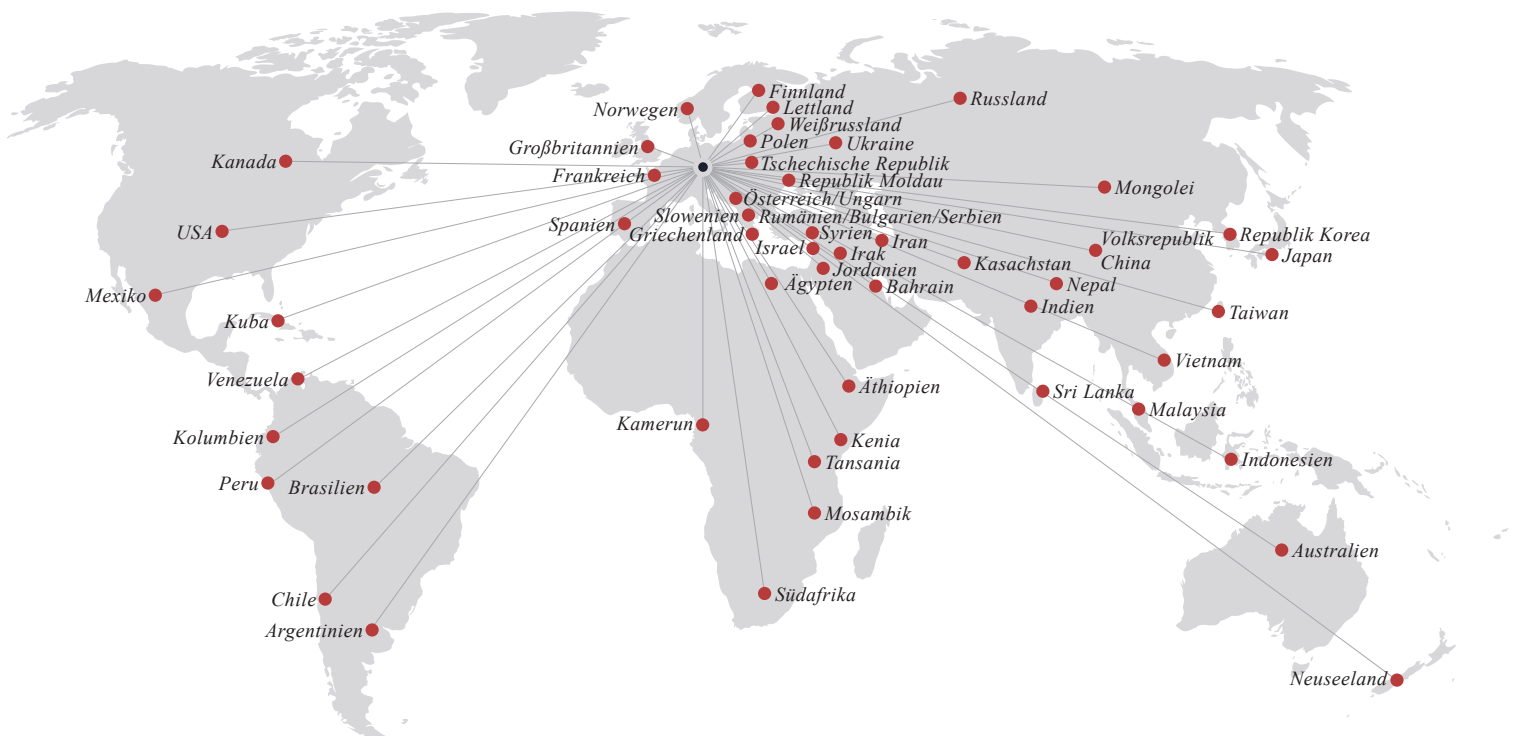 Finnland
Russland
Lettland
Norwegen
Weißrussland
Polen
Ukraine
Großbritannien
Kanada
Tschechische Republik
Frankreich
Republik Moldau
Mongolei
Österreich/Ungarn
Slowenien
Rumänien/Bulgarien/Serbien
Spanien
USA
Griechenland
Syrien
Iran
Volksrepublik
China
Republik Korea
Israel
Irak
Japan
Kasachstan
Jordanien
Ägypten
Bahrain
Nepal
Mexiko
Indien
Taiwan
Kuba
Vietnam
Venezuela
Äthiopien
Sri Lanka
Malaysia
Kamerun
Kolumbien
Kenia
Tansania
Indonesien
Peru
Brasilien
Mosambik
Australien
Südafrika
Chile
Argentinien
Neuseeland